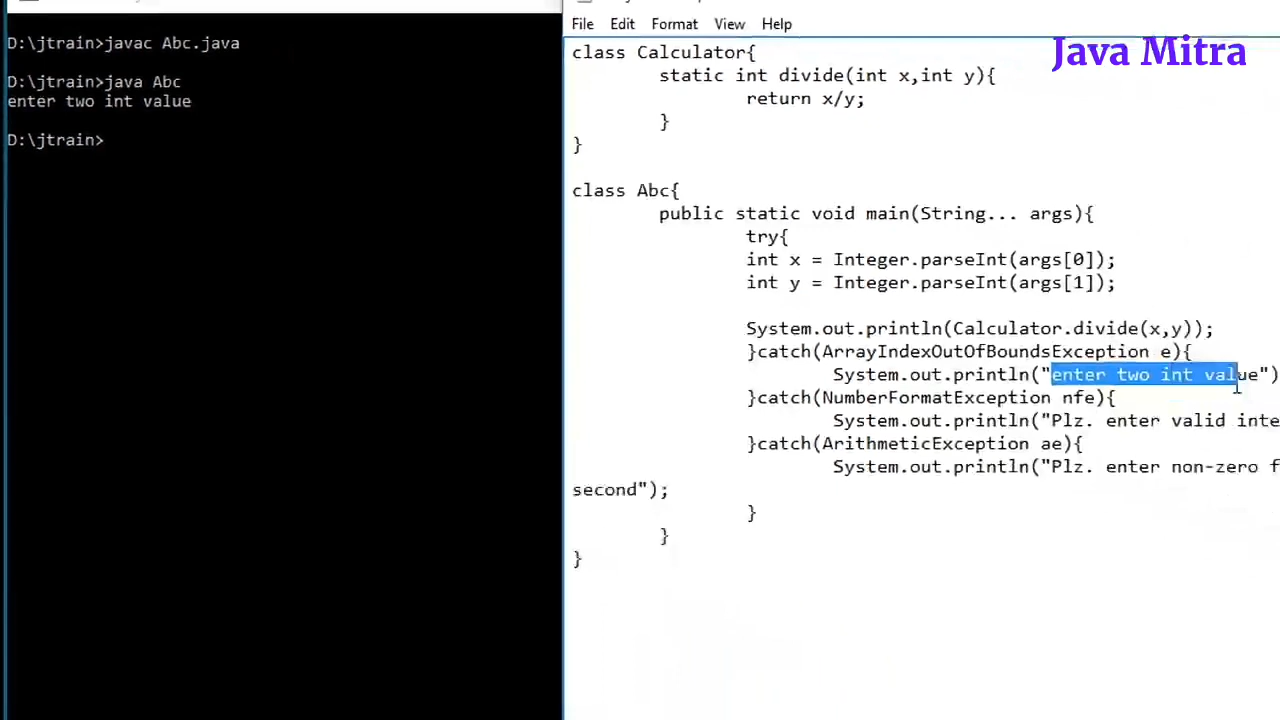 D:\jtrain>javac Abc.java
D:\jtrain>java Abc
enter two int value
D:\jtrain>
File Edit Format View Help
Java Mitra
class Calculator{
static int divide(int x,int y){
return x/y;
}
}
class Abc{
public static void main(String... args){
try{
int x = Integer.parseInt(args[0]);
int y = Integer.parseInt(args[1]);
System.out.println(Calculator.divide(x,y));
}catch(ArrayIndexOutOfBoundsException e){
System.out.println("enter two int value")
}catch(NumberFormatException nfe){
System.out.println("Plz. enter valid inte
}catch(ArithmeticException ae){
System.out.println("Plz. enter non-zero f
second");
}
}
}